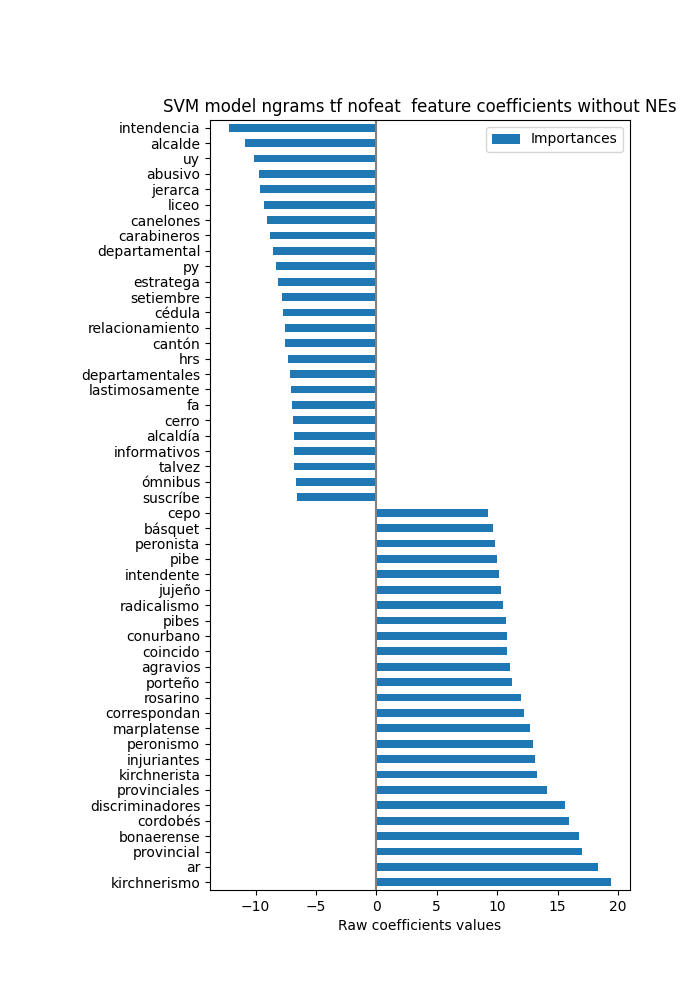 SVM model ngrams tf nofeat  feature coefficients without NEs
Importances
intendencia
alcalde
uy
abusivo
jerarca
liceo
canelones
carabineros
departamental
py
estratega
setiembre
cédula
relacionamiento
cantón
hrs
departamentales
lastimosamente
fa
cerro
alcaldía
informativos
talvez
ómnibus
suscríbe
cepo
básquet
peronista
pibe
intendente
jujeño
radicalismo
pibes
conurbano
coincido
agravios
porteño
rosarino
correspondan
marplatense
peronismo
injuriantes
kirchnerista
provinciales
discriminadores
cordobés
bonaerense
provincial
ar
kirchnerismo
−10 −5 0 5 10 15 20
Raw coefficients values